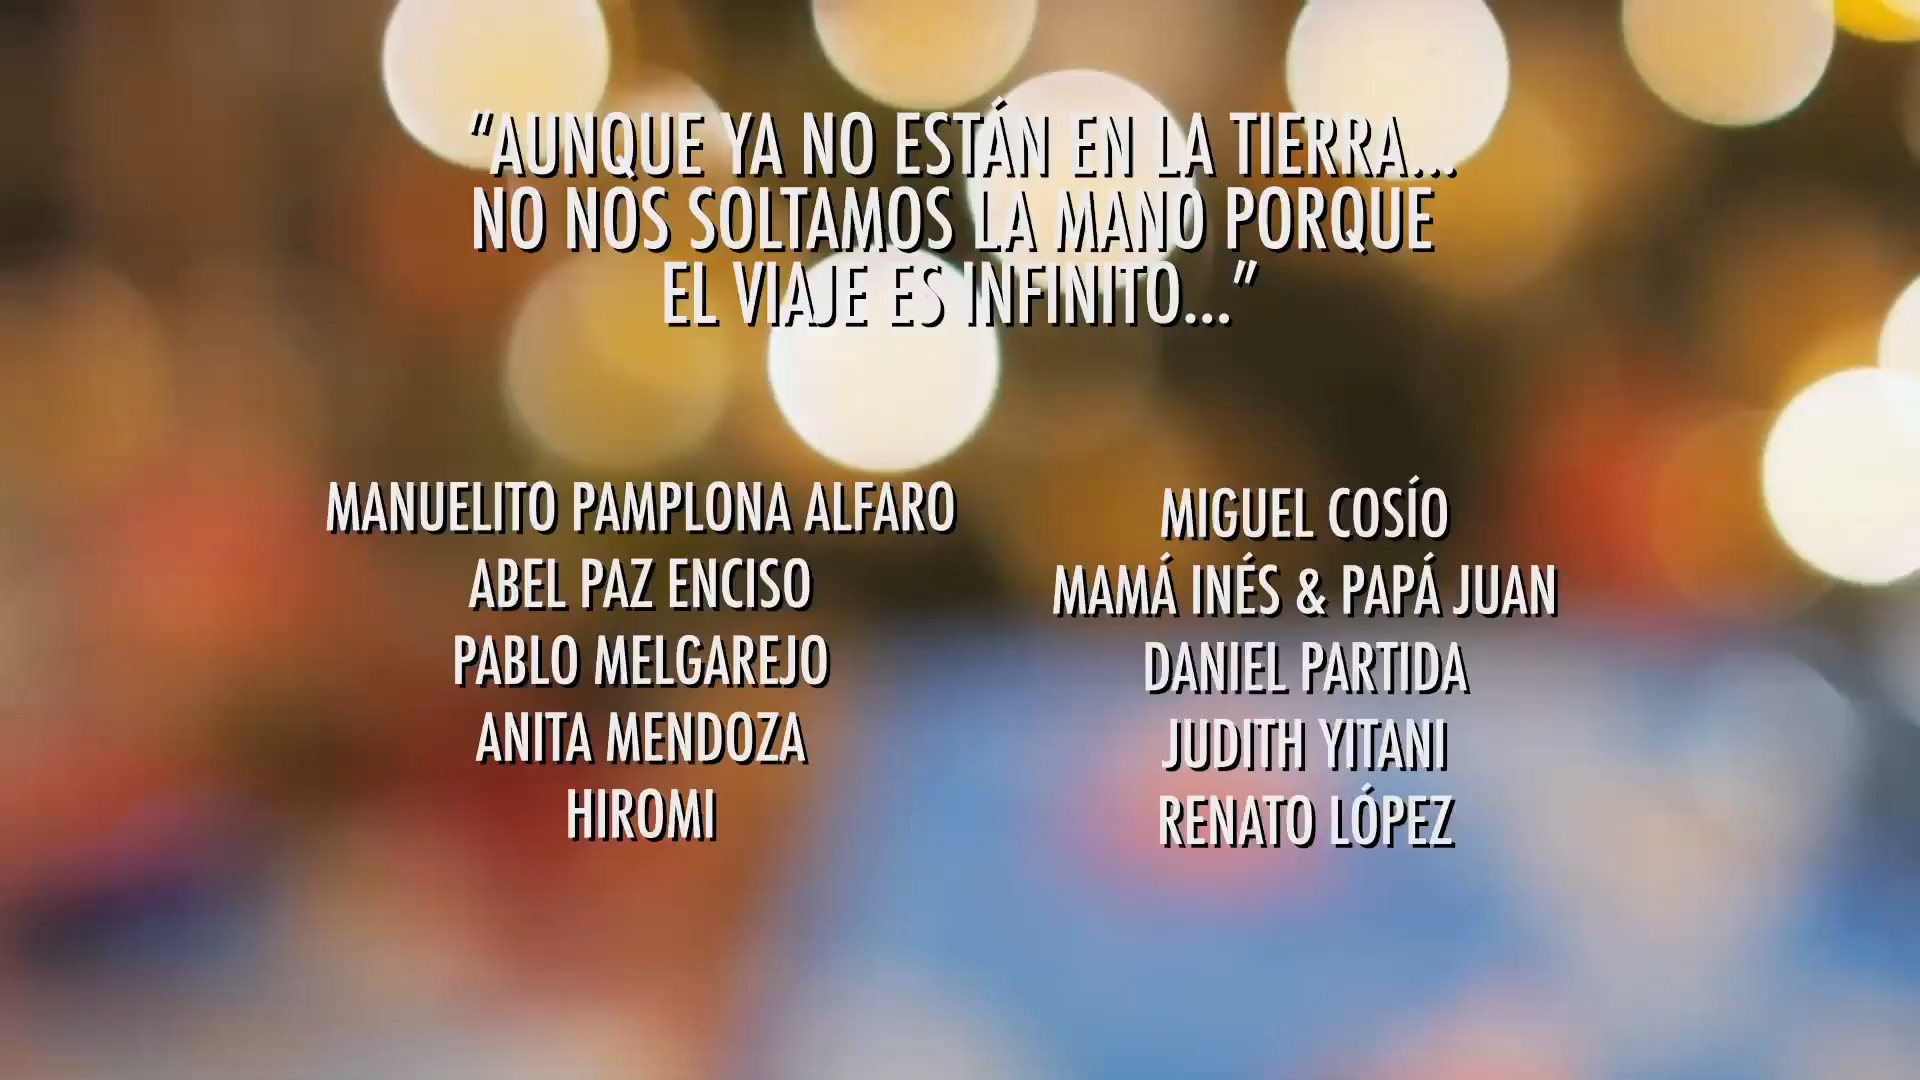 "AUNQUE YA NO ESTÁN EN LA TIERRA...
NO NOS SOLTAMOS LA MANO PORQUE
EL VIAJE ES INFINITO..."
MANUELITO PAMPLONA ALFARO
ABEL PAZ ENCISO
PABLO MELGAREJO
ANITA MENDOZA
HIROMI
MIGUEL COSÍO
MAMÁ INÉS & PAPÁ JUAN
DANIEL PARTIDA
JUDITH YITANI
RENATO LÓPEZ